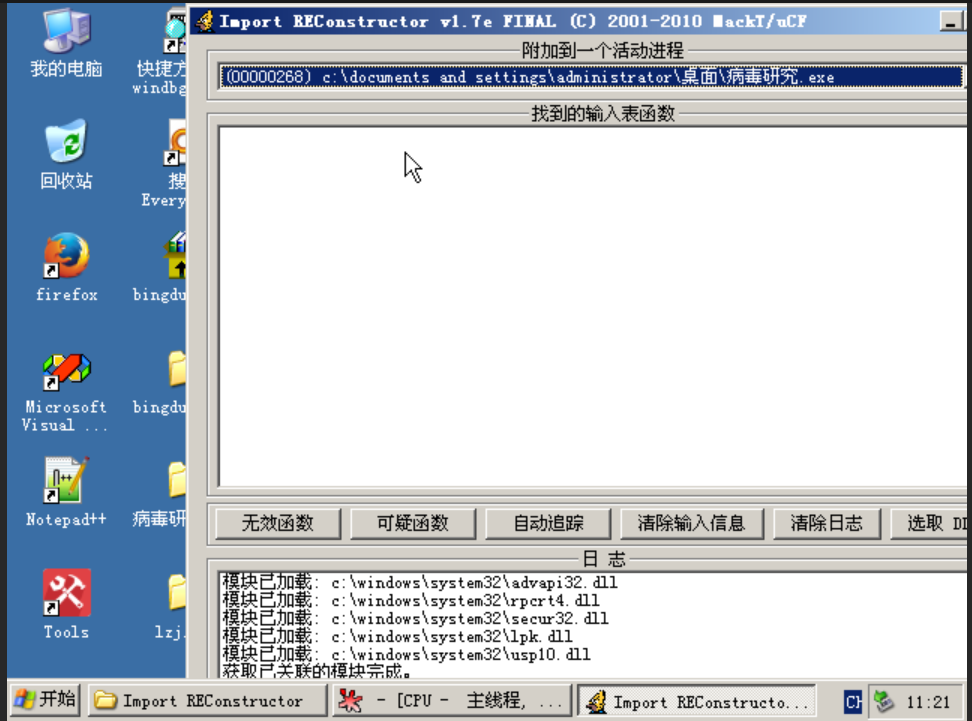 Import REConstructor v1.7e FINAL (C) 2001-2010 MackT/uCF
附加到一个活动进程
(00000268) c:\documents and settings\administrator\桌面\病毒研究.exe
找到的输入表函数
我的电脑
快捷方
windbg
回收站
搜
Every
firefox
bingdu
Microsoft
Visual ...
bingdu
Notepad++
病毒研
Tools
lzj.
无效函数 可疑函数 自动追踪 清除输入信息 清除日志 选取 DL
日 志
模块已加载: c:\windows\system32\advapi32.dll
模块已加载: c:\windows\system32\rpcrt4.dll
模块已加载: c:\windows\system32\secur32.dll
模块已加载: c:\windows\system32\lpk.dll
模块已加载: c:\windows\system32\usp10.dll
获取已关联的模块完成。
开始 Import REConstructor - [CPU - 主线程, ... Import REConstructo... CH 11:21